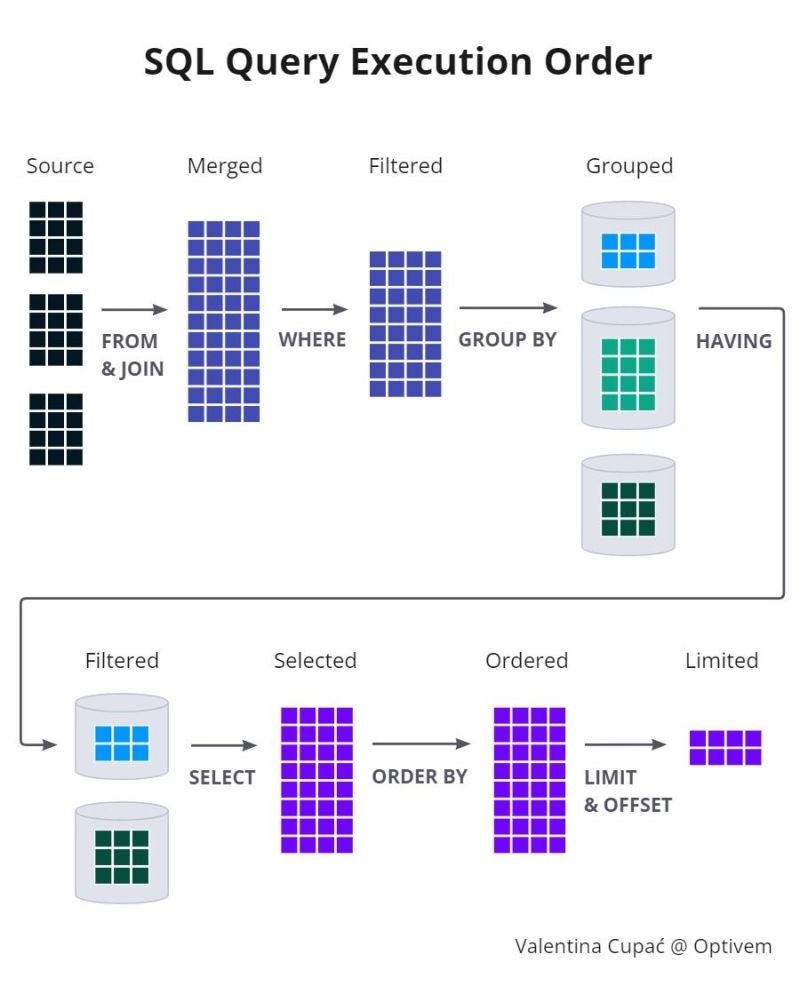 SQL Query Execution Order
Source
Merged
Filtered
Grouped
FROM
& JOIN
WHERE
GROUP BY
HAVING
Filtered
Selected
Ordered
Limited
SELECT
ORDER BY
LIMIT
& OFFSET
Valentina Cupać @ Optivem